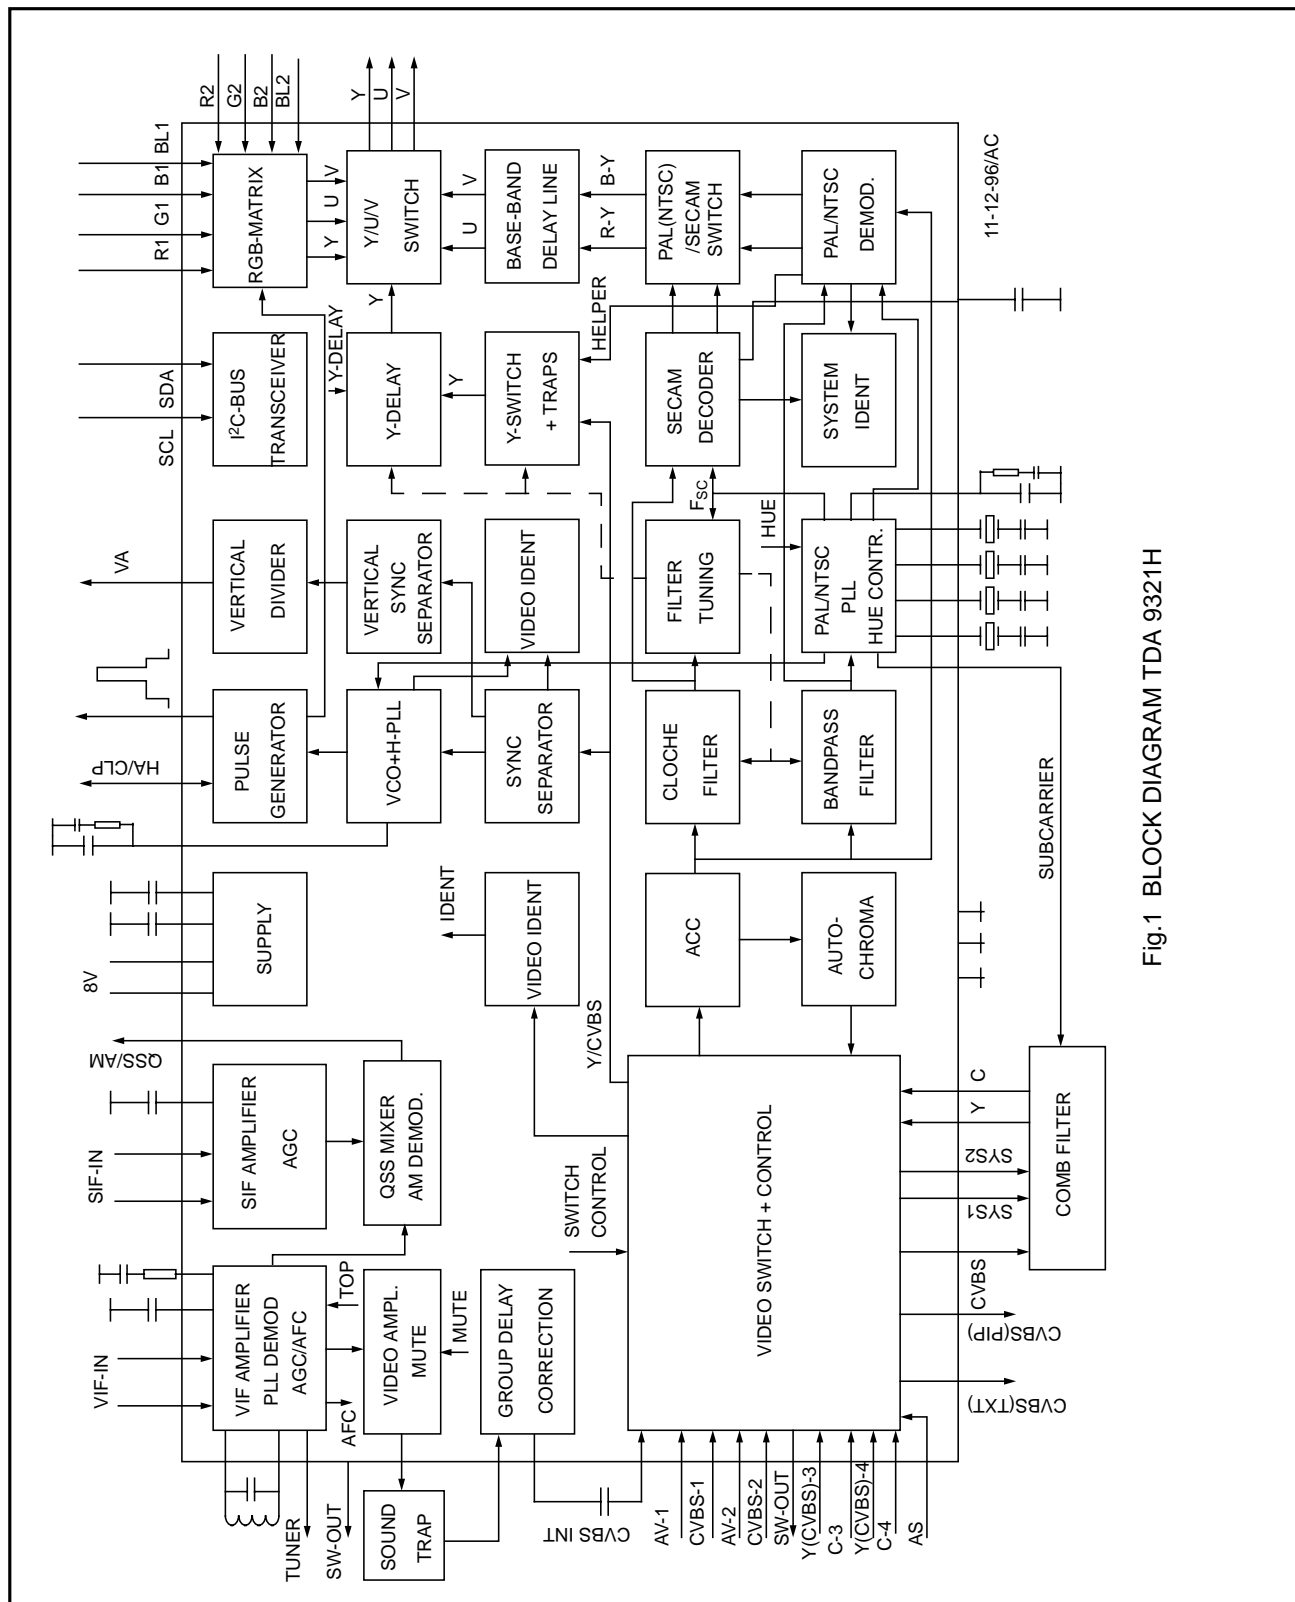 VIF-IN
SIF-IN
QSS/AM
8V
HA/CLP
VA
SCL
SDA
R1
G1
B1
BL1
R2
G2
B2
BL2
VIF AMPLIFIER
PLL DEMOD
AGC/AFC
SIF AMPLIFIER
AGC
SUPPLY
PULSE
GENERATOR
VERTICAL
DIVIDER
I²C-BUS
TRANSCEIVER
RGB-MATRIX
Y
U
V
TUNER
SW-OUT
AFC
TOP
VIDEO AMPL.
MUTE
MUTE
QSS MIXER
AM DEMOD.
VCO+H-PLL
VERTICAL
SYNC
SEPARATOR
Y-DELAY
Y-DELAY
Y
Y/U/V
SWITCH
Y
U
V
SOUND
TRAP
GROUP DELAY
CORRECTION
IDENT
VIDEO IDENT
SYNC
SEPARATOR
VIDEO IDENT
Y
Y-SWITCH
+ TRAPS
U
V
BASE-BAND
DELAY LINE
CVBS INT
SWITCH
CONTROL
Y/CVBS
HELPER
R-Y
B-Y
AV-1
CVBS-1
AV-2
CVBS-2
SW-OUT
Y(CVBS)-3
C-3
Y(CVBS)-4
C-4
AS
VIDEO SWITCH + CONTROL
ACC
CLOCHE
FILTER
FILTER
TUNING
FSC
SECAM
DECODER
PAL(NTSC)
/SECAM
SWITCH
AUTO-
CHROMA
BANDPASS
FILTER
HUE
PAL/NTSC
PLL
HUE CONTR.
SYSTEM
IDENT
PAL/NTSC
DEMOD.
CVBS(TXT)
CVBS(PIP)
CVBS
SYS1
SYS2
Y
C
COMB FILTER
SUBCARRIER
11-12-96/AC
Fig.1 BLOCK DIAGRAM TDA 9321H